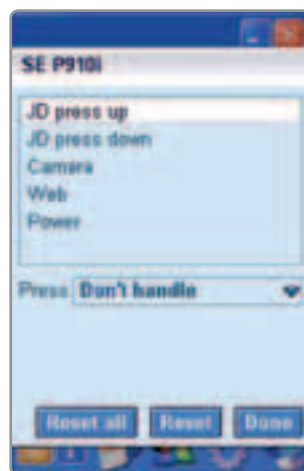 SE P910i
JD press up
JD press down
Camera
Web
Power
Press Don't handle
Reset all Reset Done